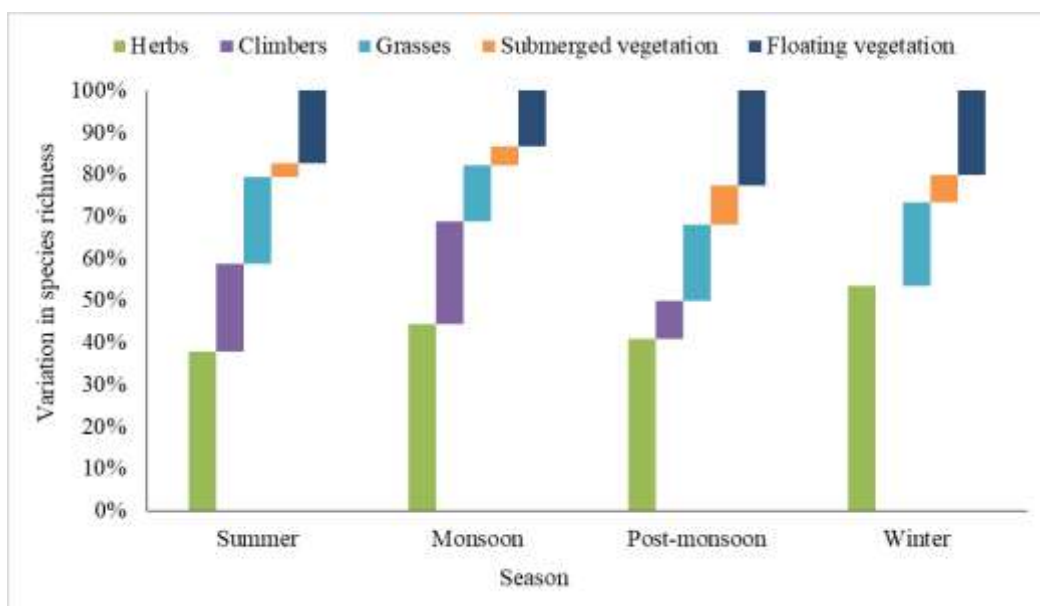 Herbs Climbers Grasses Submerged vegetation Floating vegetation
100%
90%
80%
70%
60%
50%
40%
30%
20%
10%
0%
Variation in species richness
Summer Monsoon Post-monsoon Winter
Season